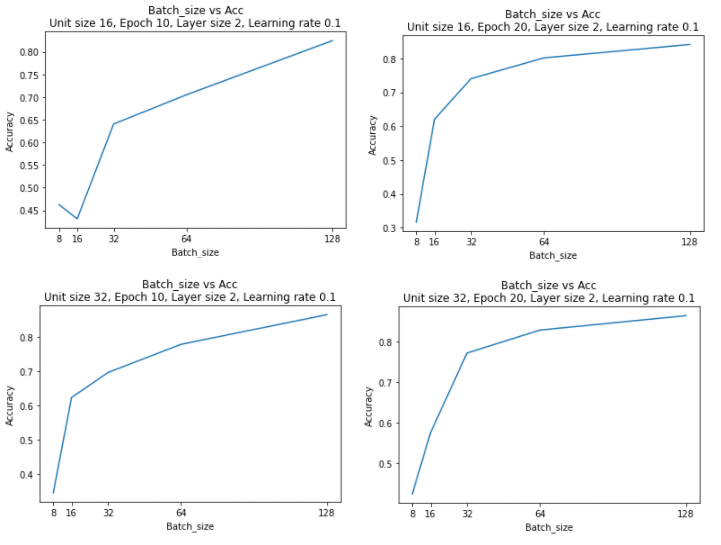 Batch_size vs Acc
Unit size 16, Epoch 10, Layer size 2, Learning rate 0.1
0.80
0.75
0.70
0.65
0.60
0.55
0.50
0.45
Accuracy
8 16 32 64 128
Batch_size
Batch_size vs Acc
Unit size 16, Epoch 20, Layer size 2, Learning rate 0.1
0.8
0.7
0.6
0.5
0.4
0.3
Accuracy
8 16 32 64 128
Batch_size
Batch_size vs Acc
Unit size 32, Epoch 10, Layer size 2, Learning rate 0.1
0.8
0.7
0.6
0.5
0.4
Accuracy
8 16 32 64 128
Batch_size
Batch_size vs Acc
Unit size 32, Epoch 20, Layer size 2, Learning rate 0.1
0.8
0.7
0.6
0.5
Accuracy
8 16 32 64 128
Batch_size